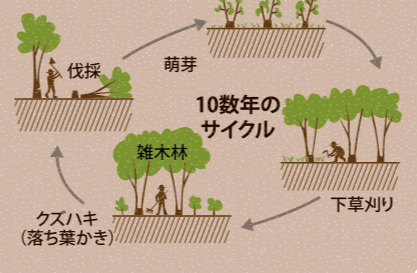 伐採
萌芽
10数年の
サイクル
雑木林
下草刈り
クズハキ
（落ち葉かき）